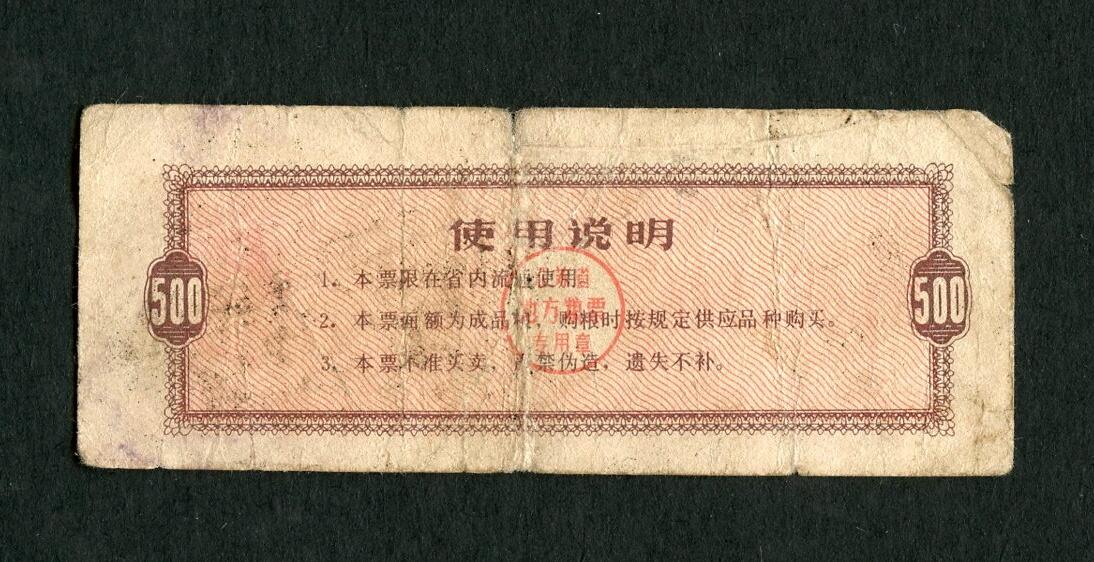 使用说明
1。本票限在省内流通使用
500
500
2。本票面额为成品粮，购粮时按规定供应品种购买。
地方粮票
专用章
3。本票不准买卖，严禁伪造，遗失不补。